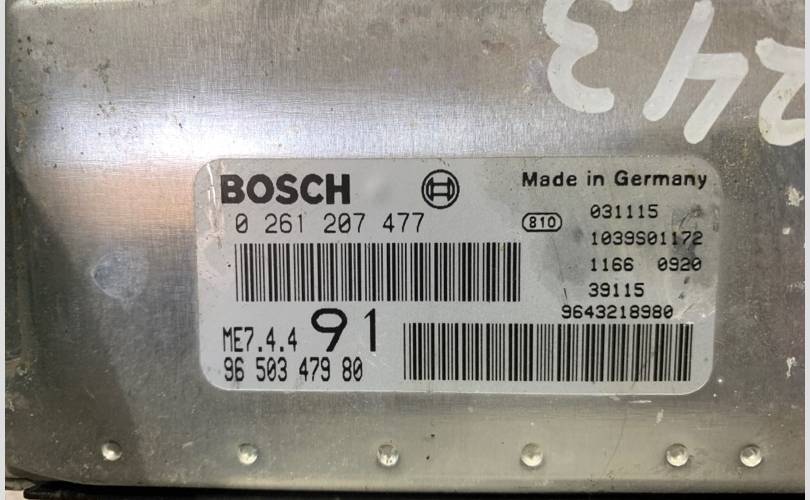 243
BOSCH
Made in Germany
0 261 207 477
810
031115
1039S01172
1166 0920
39115
9643218980
ME7.4.4 91
96 503 479 80